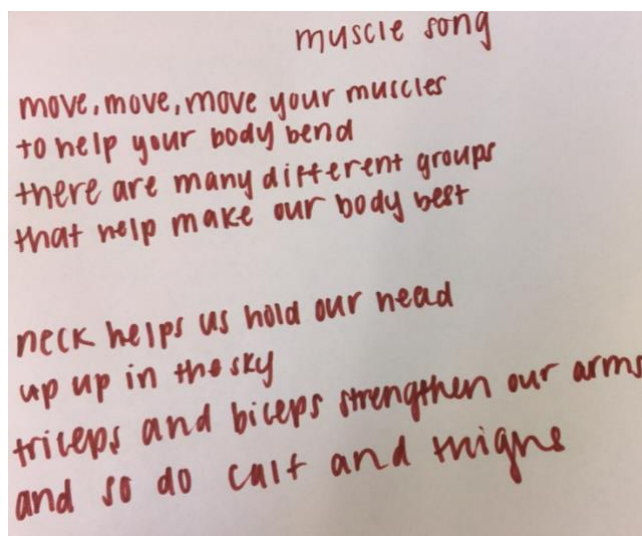 muscle song
move, move, move your muscles
to help your body bend
there are many different groups
that help make our body best
neck helps us hold our head
up up in the sky
triceps and biceps strengthen our arms
and so do calf and thighs